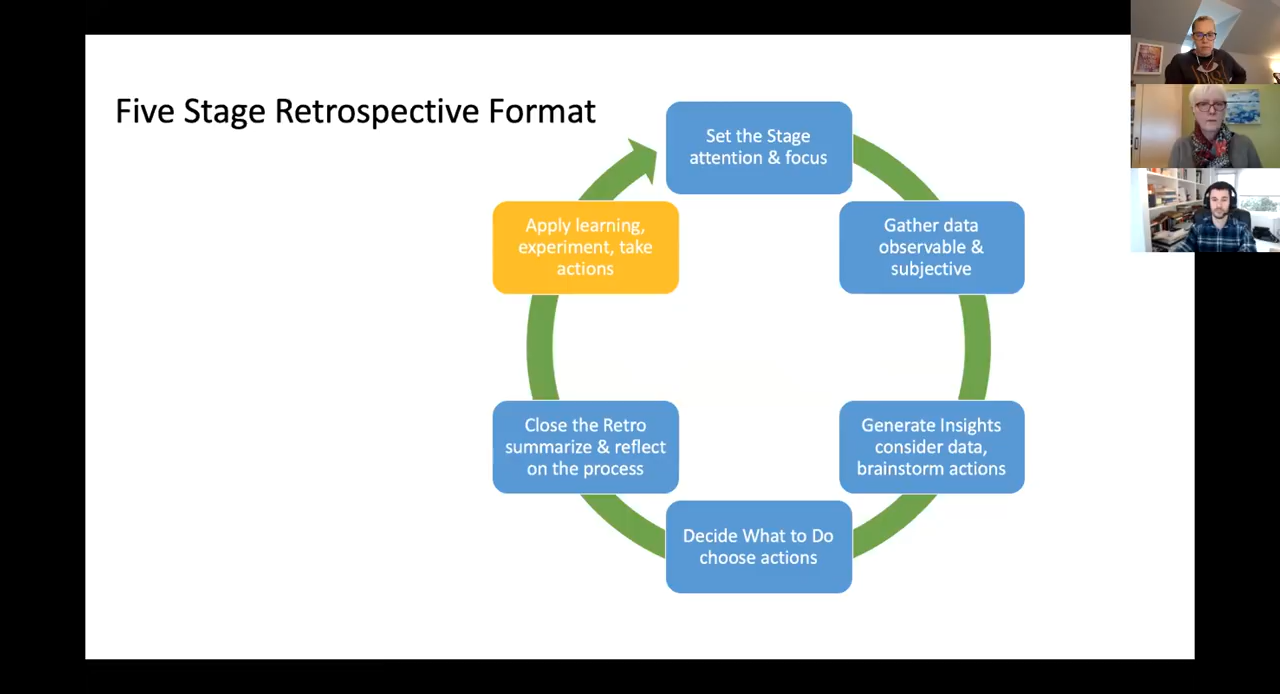 Five Stage Retrospective Format
Set the Stage
attention & focus
Gather data
observable &
subjective
Generate Insights
consider data,
brainstorm actions
Decide What to Do
choose actions
Close the Retro
summarize & reflect
on the process
Apply learning,
experiment, take
actions